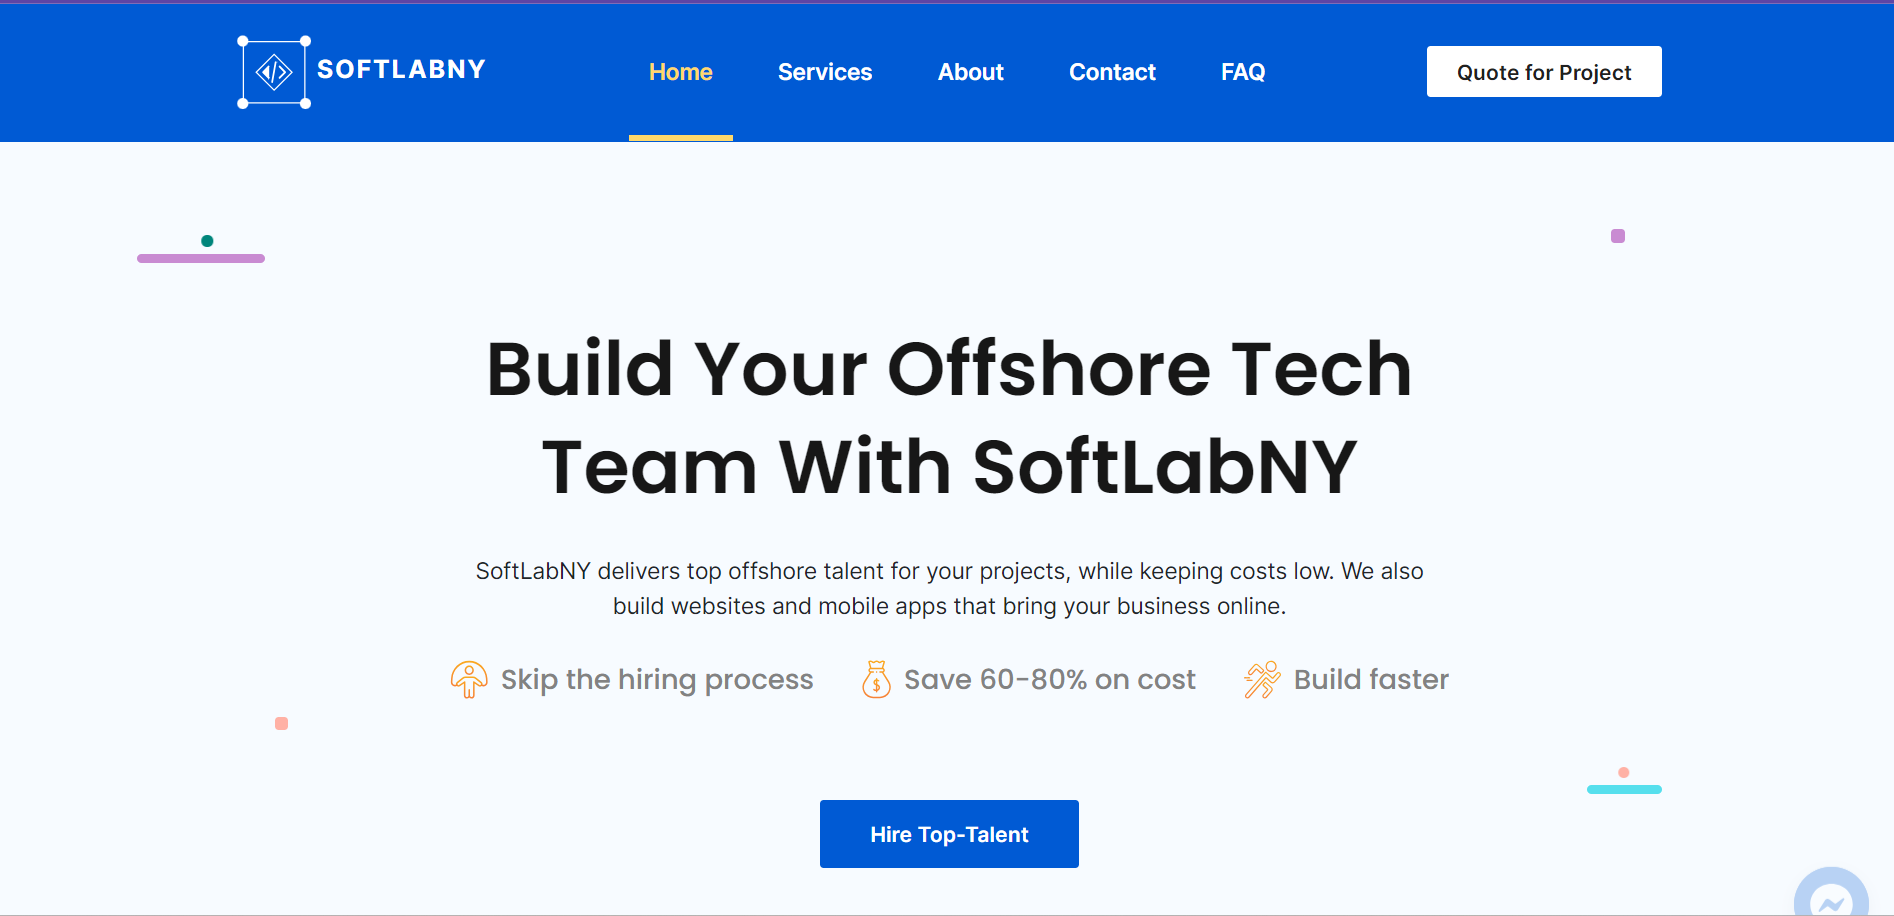 SOFTLABNY
Home
Services
About
Contact
FAQ
Quote for Project
Build Your Offshore Tech
Team With SoftLabNY
SoftLabNY delivers top offshore talent for your projects, while keeping costs low. We also
build websites and mobile apps that bring your business online.
Skip the hiring process
$
Save 60-80% on cost
Build faster
Hire Top-Talent